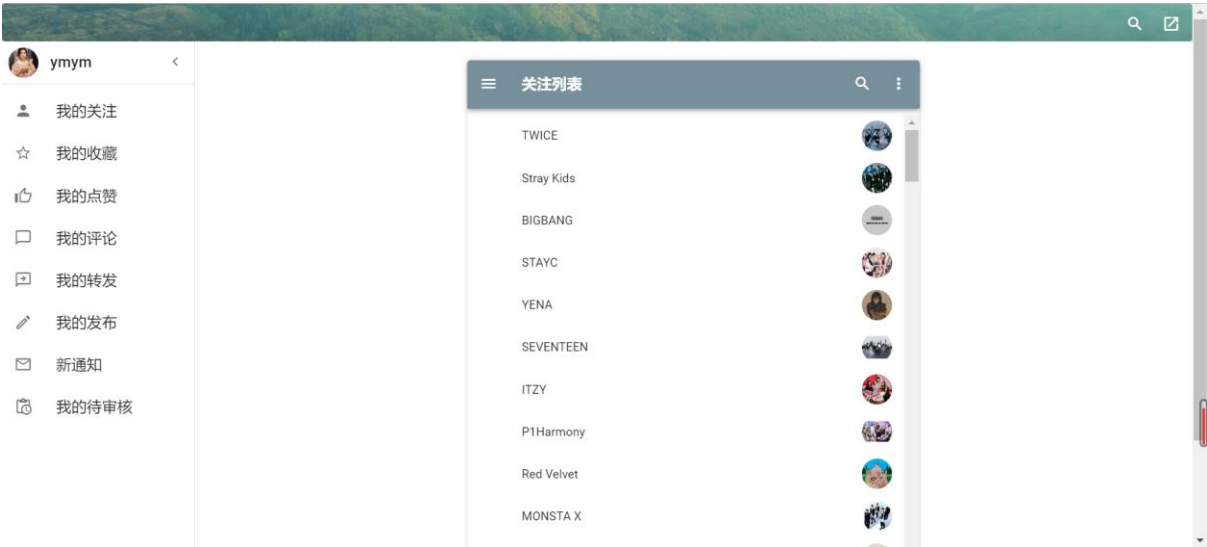 ymym
我的关注
我的收藏
我的点赞
我的评论
我的转发
我的发布
新通知
我的待审核
关注列表
TWICE
Stray Kids
BIGBANG
STAYC
YENA
SEVENTEEN
ITZY
P1Harmony
Red Velvet
MONSTA X